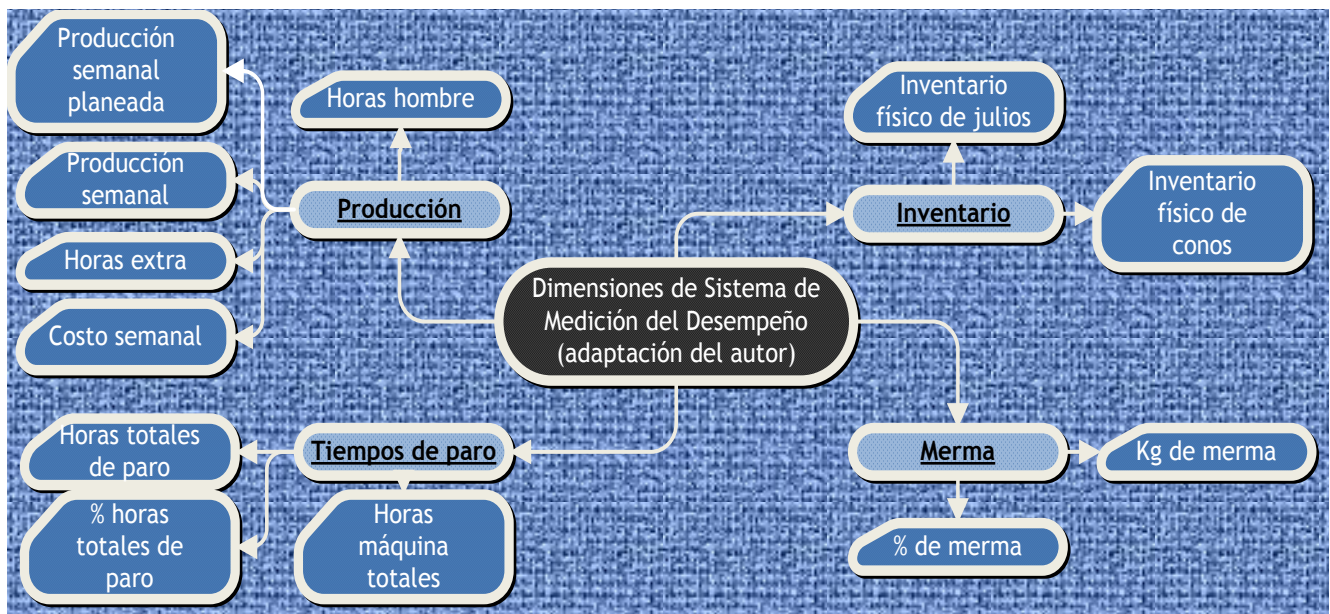 Producción
semanal
planeada
Horas hombre
Producción
semanal
Producción
Horas extra
Costo semanal
Inventario
físico de julios
Inventario
Inventario
físico de
conos
Dimensiones de Sistema de
Medición del Desempeño
(adaptación del autor)
Horas totales
de paro
Tiempos de paro
% horas
totales de
paro
Horas
máquina
totales
Merma
Kg de merma
% de merma